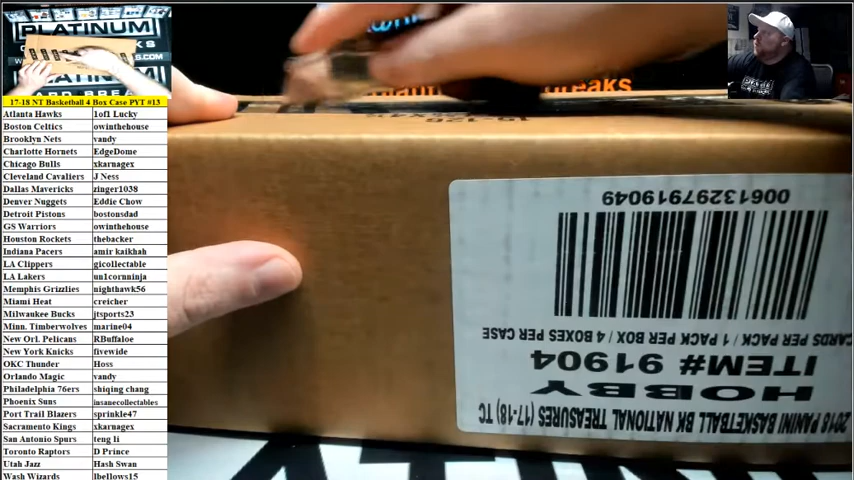 PLATINUM
17-18 NT Basketball 4 Box Case PYT #13
Atlanta Hawks 1of1 Lucky
Boston Celtics owinthehouse
Brooklyn Nets vandy
Charlotte Hornets EdgeDome
Chicago Bulls xkarnagex
Cleveland Cavaliers J Ness
Dallas Mavericks zinger1038
Denver Nuggets Eddie Chow
Detroit Pistons bostonsdad
GS Warriors owinthehouse
Houston Rockets thebacker
Indiana Pacers amir kaikhah
LA Clippers gicollectable
LA Lakers un1cornninja
Memphis Grizzlies nighthawk56
Miami Heat creicher
Milwaukee Bucks jtsports23
Minn. Timberwolves marine04
New Orl. Pelicans RBuffaloe
New York Knicks fivewide
OKC Thunder Hoss
Orlando Magic vandy
Philadelphia 76ers shiqing chang
Phoenix Suns insanecollectables
Port Trail Blazers sprinkle47
Sacramento Kings xkarnagex
San Antonio Spurs teng li
Toronto Raptors D Prince
Utah Jazz Hash Swan
Wash Wizards lbellows15
2018 PANINI BASKETBALL BK NATIONAL TREASURES (17-18) TC
HOBBY
ITEM# 91904
CARDS PER PACK / 1 PACK PER BOX / 4 BOXES PER CASE
00613297919049